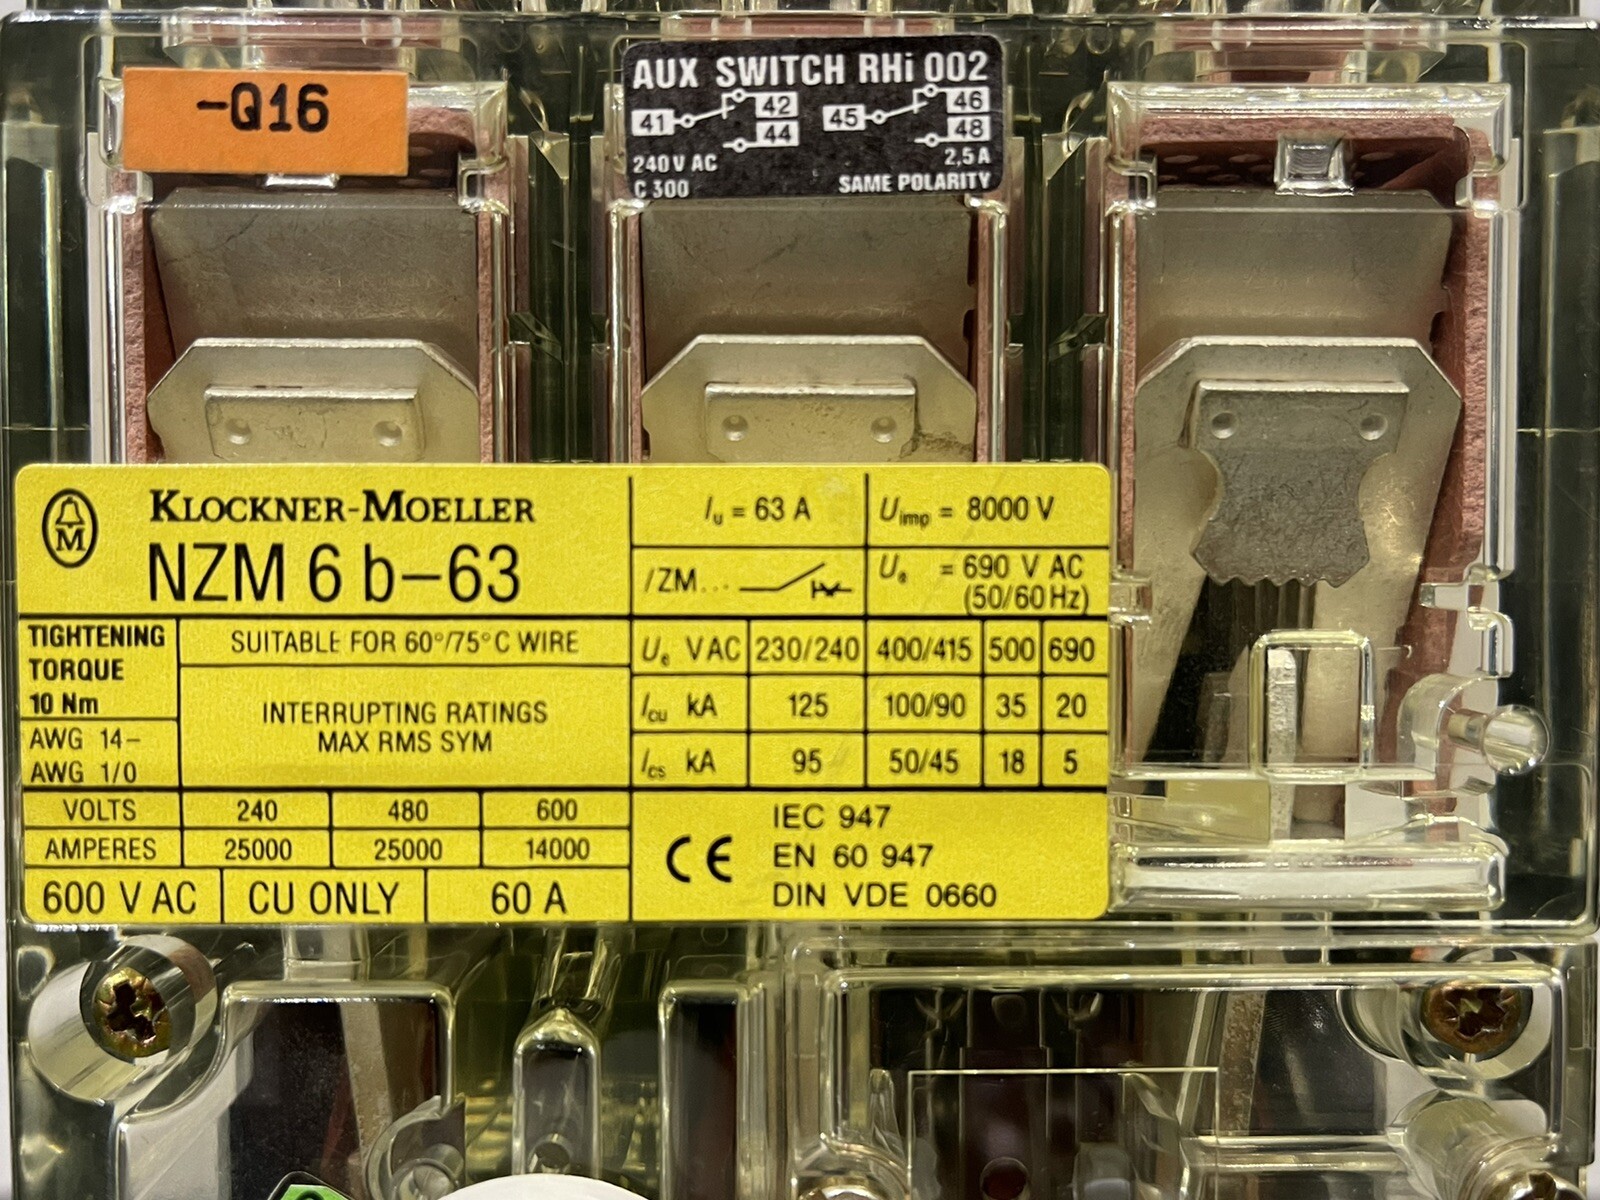 -Q16
AUX SWITCH RHi 002
41 42 44 45 46 48
240 V AC 2,5 A
C 300 SAME POLARITY
M
KLOCKNER-MOELLER
NZM 6 b-63
Iu = 63 A
Uimp = 8000 V
/ZM...
Ue = 690 V AC
(50/60 Hz)
TIGHTENING
TORQUE
10 Nm
AWG 14-
AWG 1/0
SUITABLE FOR 60°/75°C WIRE
INTERRUPTING RATINGS
MAX RMS SYM
Ue V AC 230/240 400/415 500 690
Icu kA 125 100/90 35 20
Ics kA 95 50/45 18 5
VOLTS 240 480 600
AMPERES 25000 25000 14000
600 V AC CU ONLY 60 A
CE
IEC 947
EN 60 947
DIN VDE 0660